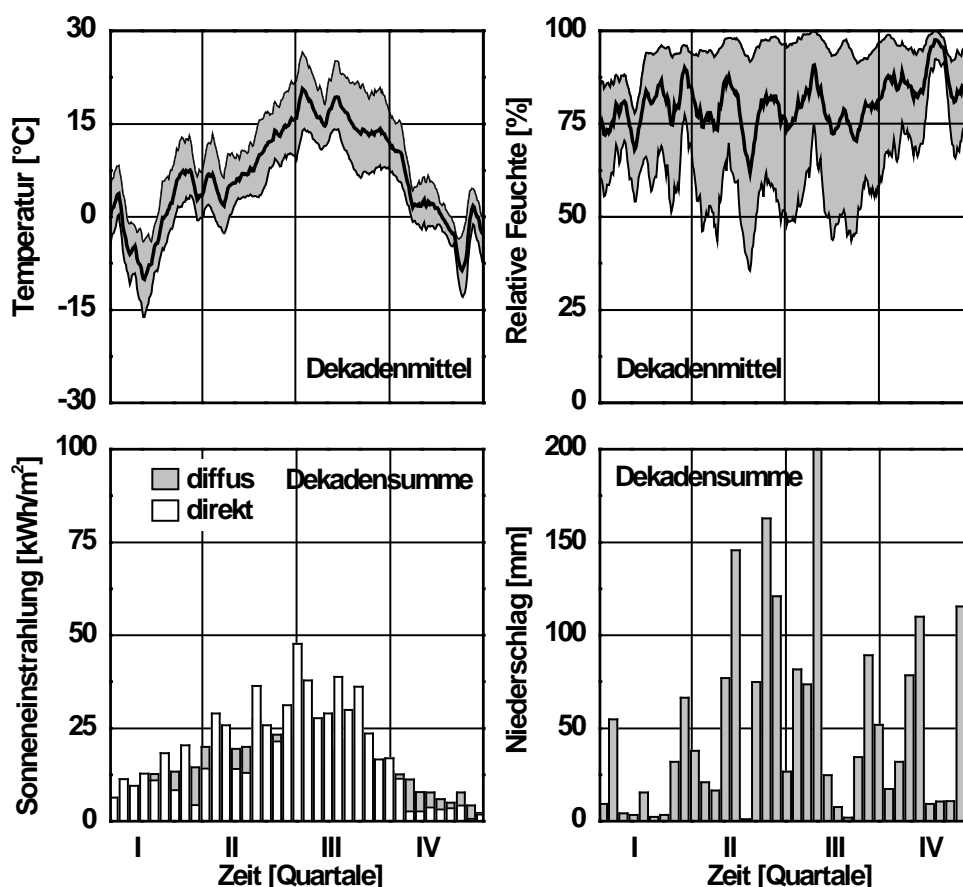 Temperatur [°C]
30
15
0
-15
-30
Dekadenmittel
Relative Feuchte [%]
100
75
50
25
0
Dekadenmittel
Sonneneinstrahlung [kWh/m²]
100
75
50
25
0
diffus
direkt
Dekadensumme
I II III IV
Zeit [Quartale]
Niederschlag [mm]
200
150
100
50
0
Dekadensumme
I II III IV
Zeit [Quartale]